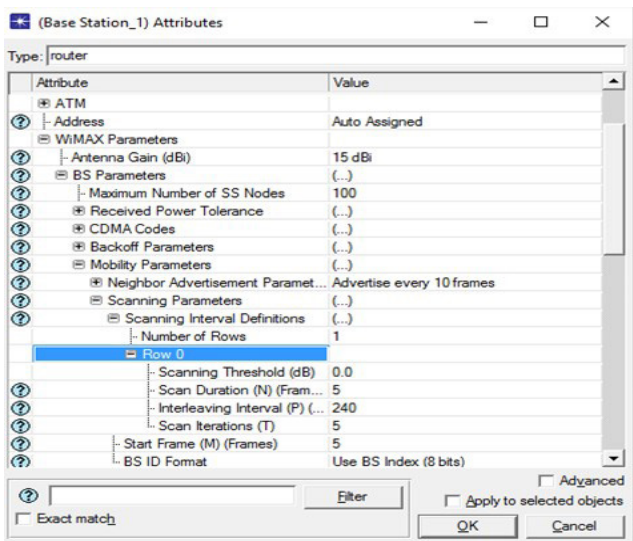 (Base Station_1) Attributes
Type: router
Attribute Value
ATM
Address Auto Assigned
WiMAX Parameters
Antenna Gain (dBi) 15 dBi
BS Parameters (...)
Maximum Number of SS Nodes 100
Received Power Tolerance (...)
CDMA Codes (...)
Backoff Parameters (...)
Mobility Parameters (...)
Neighbor Advertisement Paramet... Advertise every 10 frames
Scanning Parameters (...)
Scanning Interval Definitions (...)
Number of Rows 1
Row 0
Scanning Threshold (dB) 0.0
Scan Duration (N) (Fram... 5
Interleaving Interval (P) (... 240
Scan Iterations (T) 5
Start Frame (M) (Frames) 5
BS ID Format Use BS Index (8 bits)
Advanced
Filter Apply to selected objects
Exact match
OK Cancel